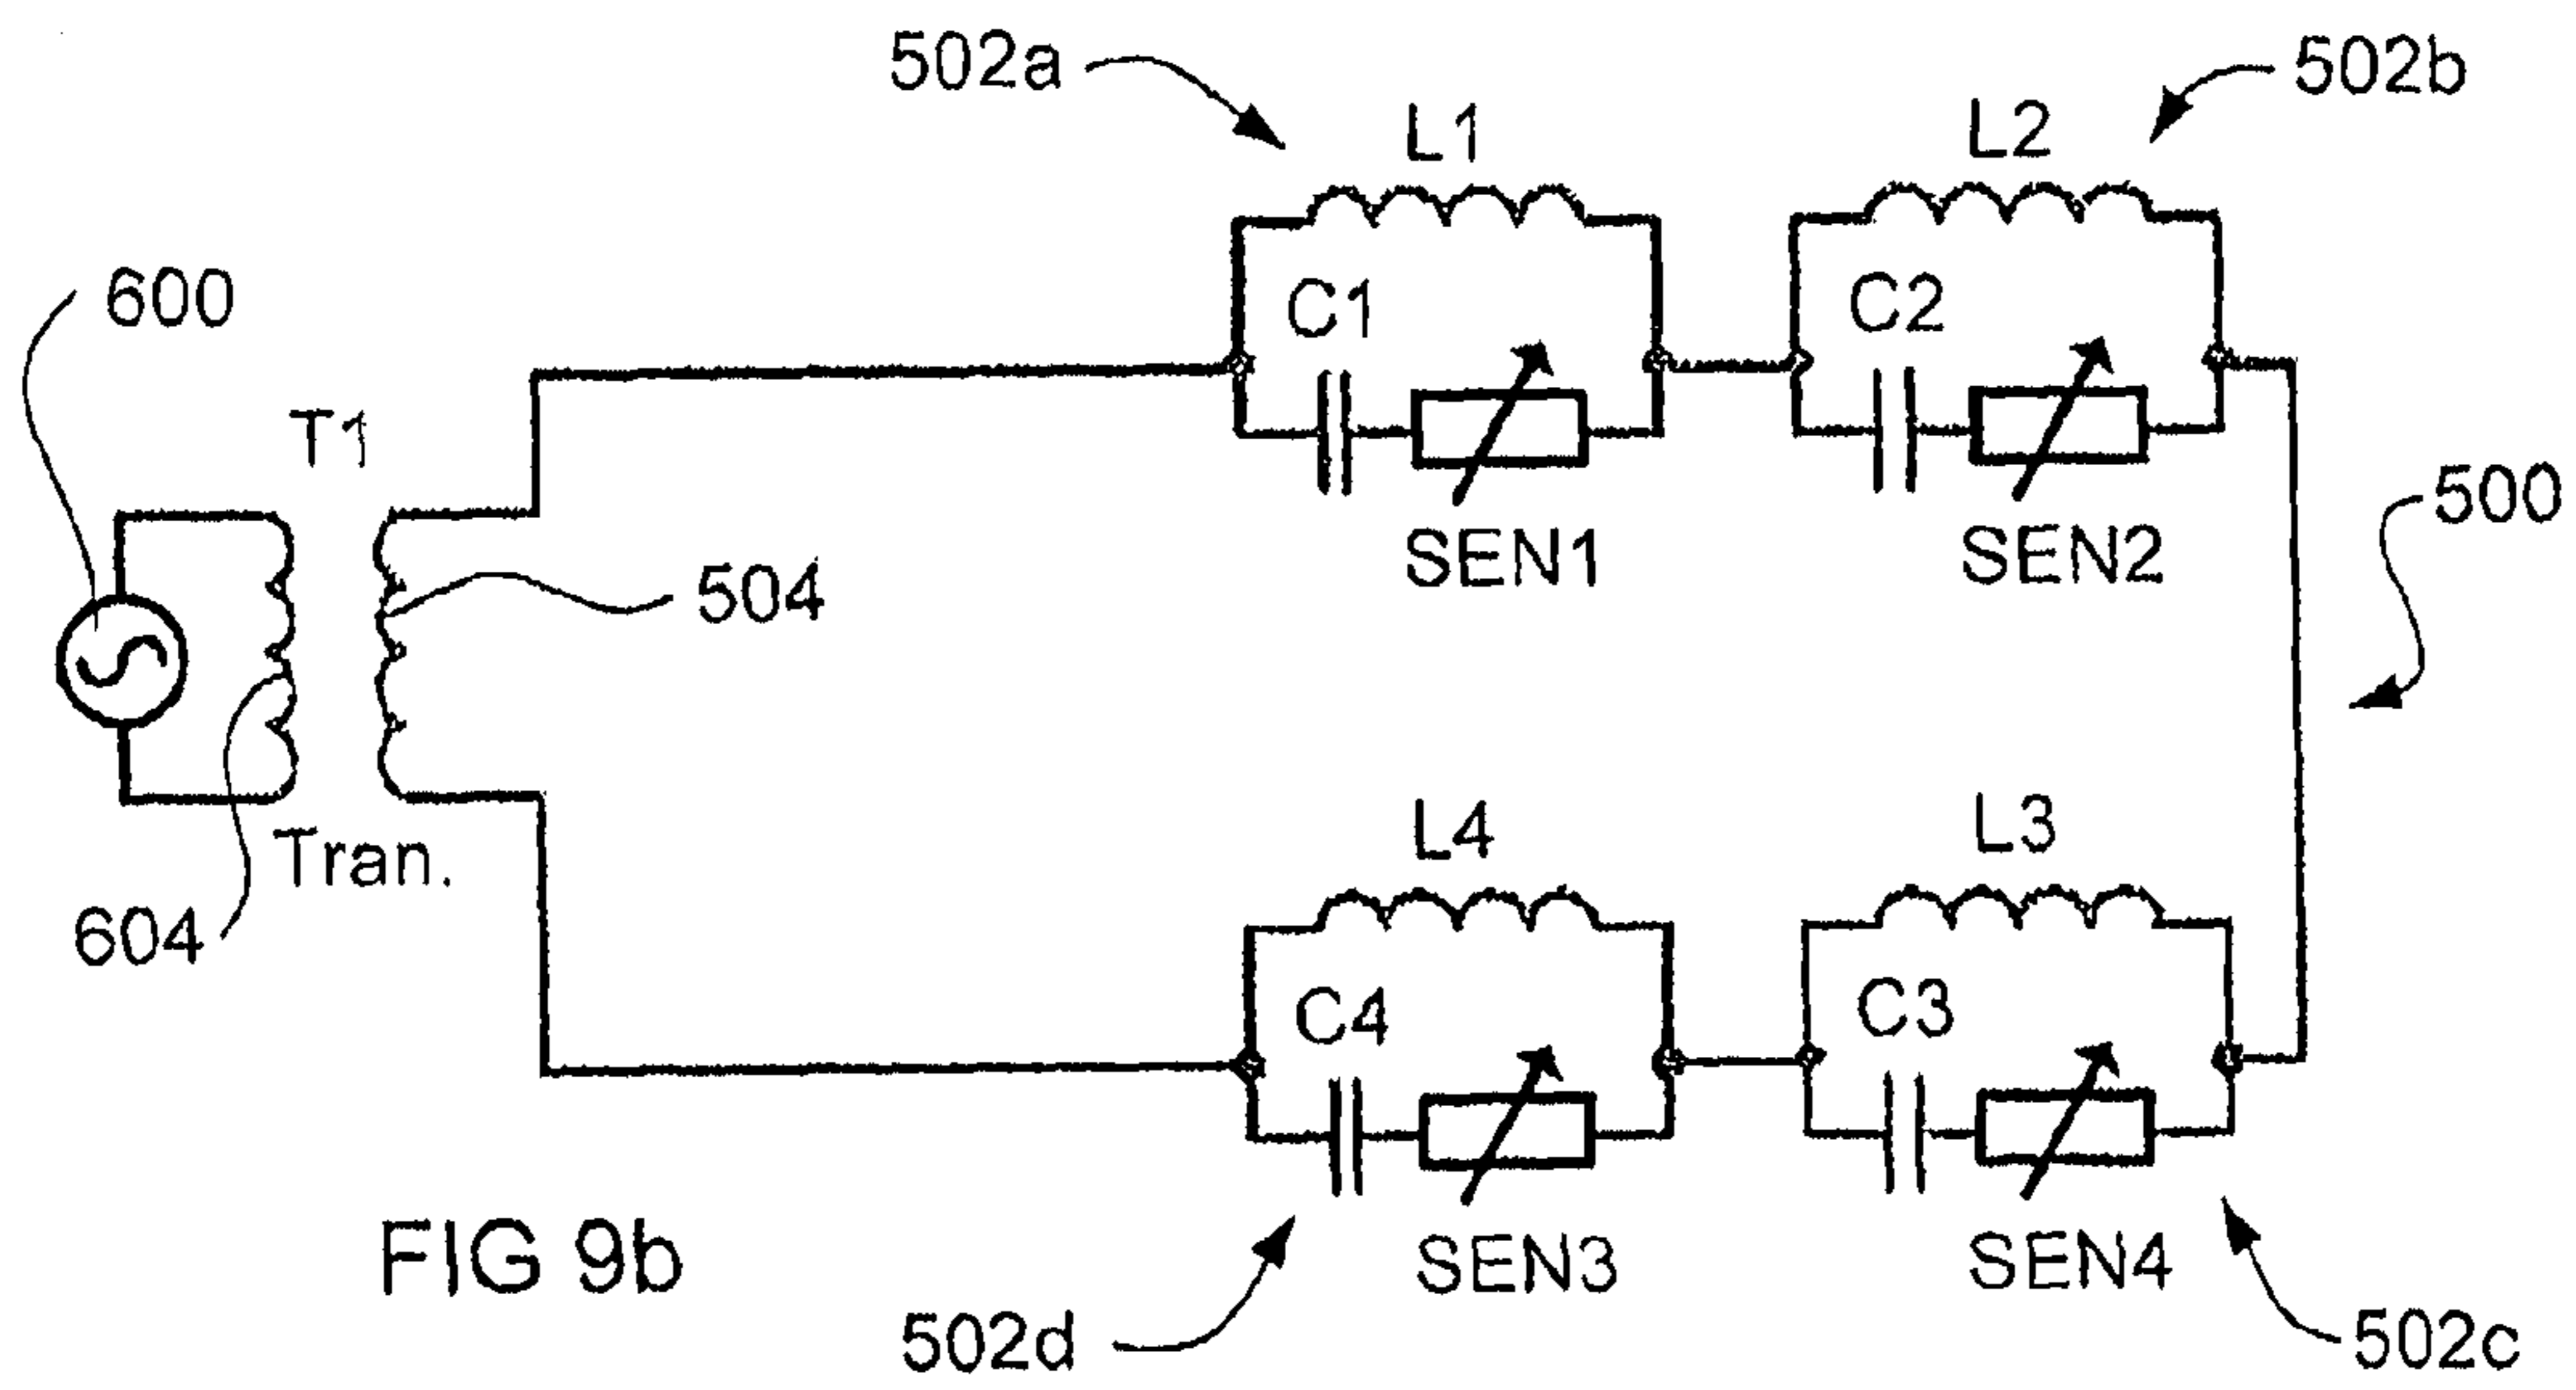 502a
502b
L1
L2
600
C1
C2
T1
500
SEN1
SEN2
504
L4
L3
Tran.
604
C4
C3
FIG 9b
SEN3
SEN4
502d
502c